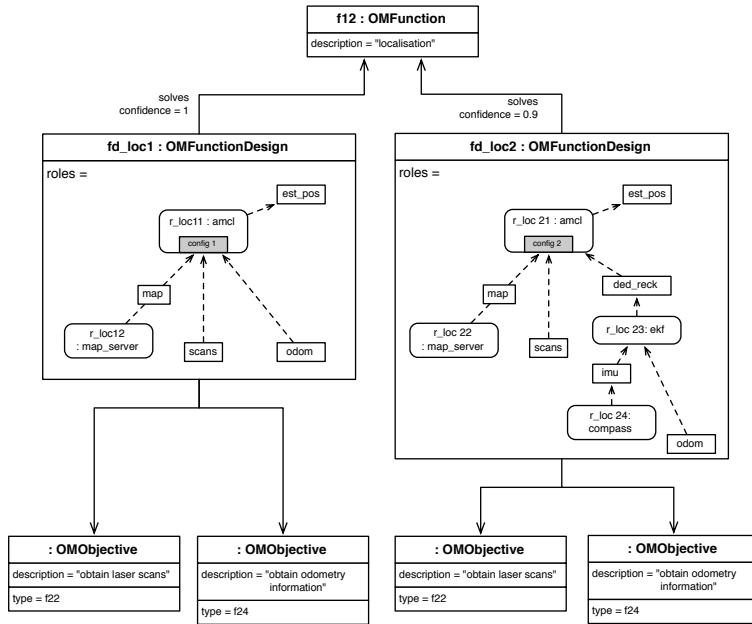 f12 : OMFunction
description = "localisation"
solves
confidence = 1
solves
confidence = 0.9
fd_loc1 : OMFunctionDesign
roles =
est_pos
r_loc11 : amcl
config 1
map
r_loc12
: map_server
scans
odom
fd_loc2 : OMFunctionDesign
roles =
est_pos
r_loc 21 : amcl
config 2
map
ded_reck
r_loc 22
: map_server
r_loc 23: ekf
scans
imu
r_loc 24:
compass
odom
: OMObjective
description = "obtain laser scans"
type = f22
: OMObjective
description = "obtain odometry
information"
type = f24
: OMObjective
description = "obtain laser scans"
type = f22
: OMObjective
description = "obtain odometry
information"
type = f24